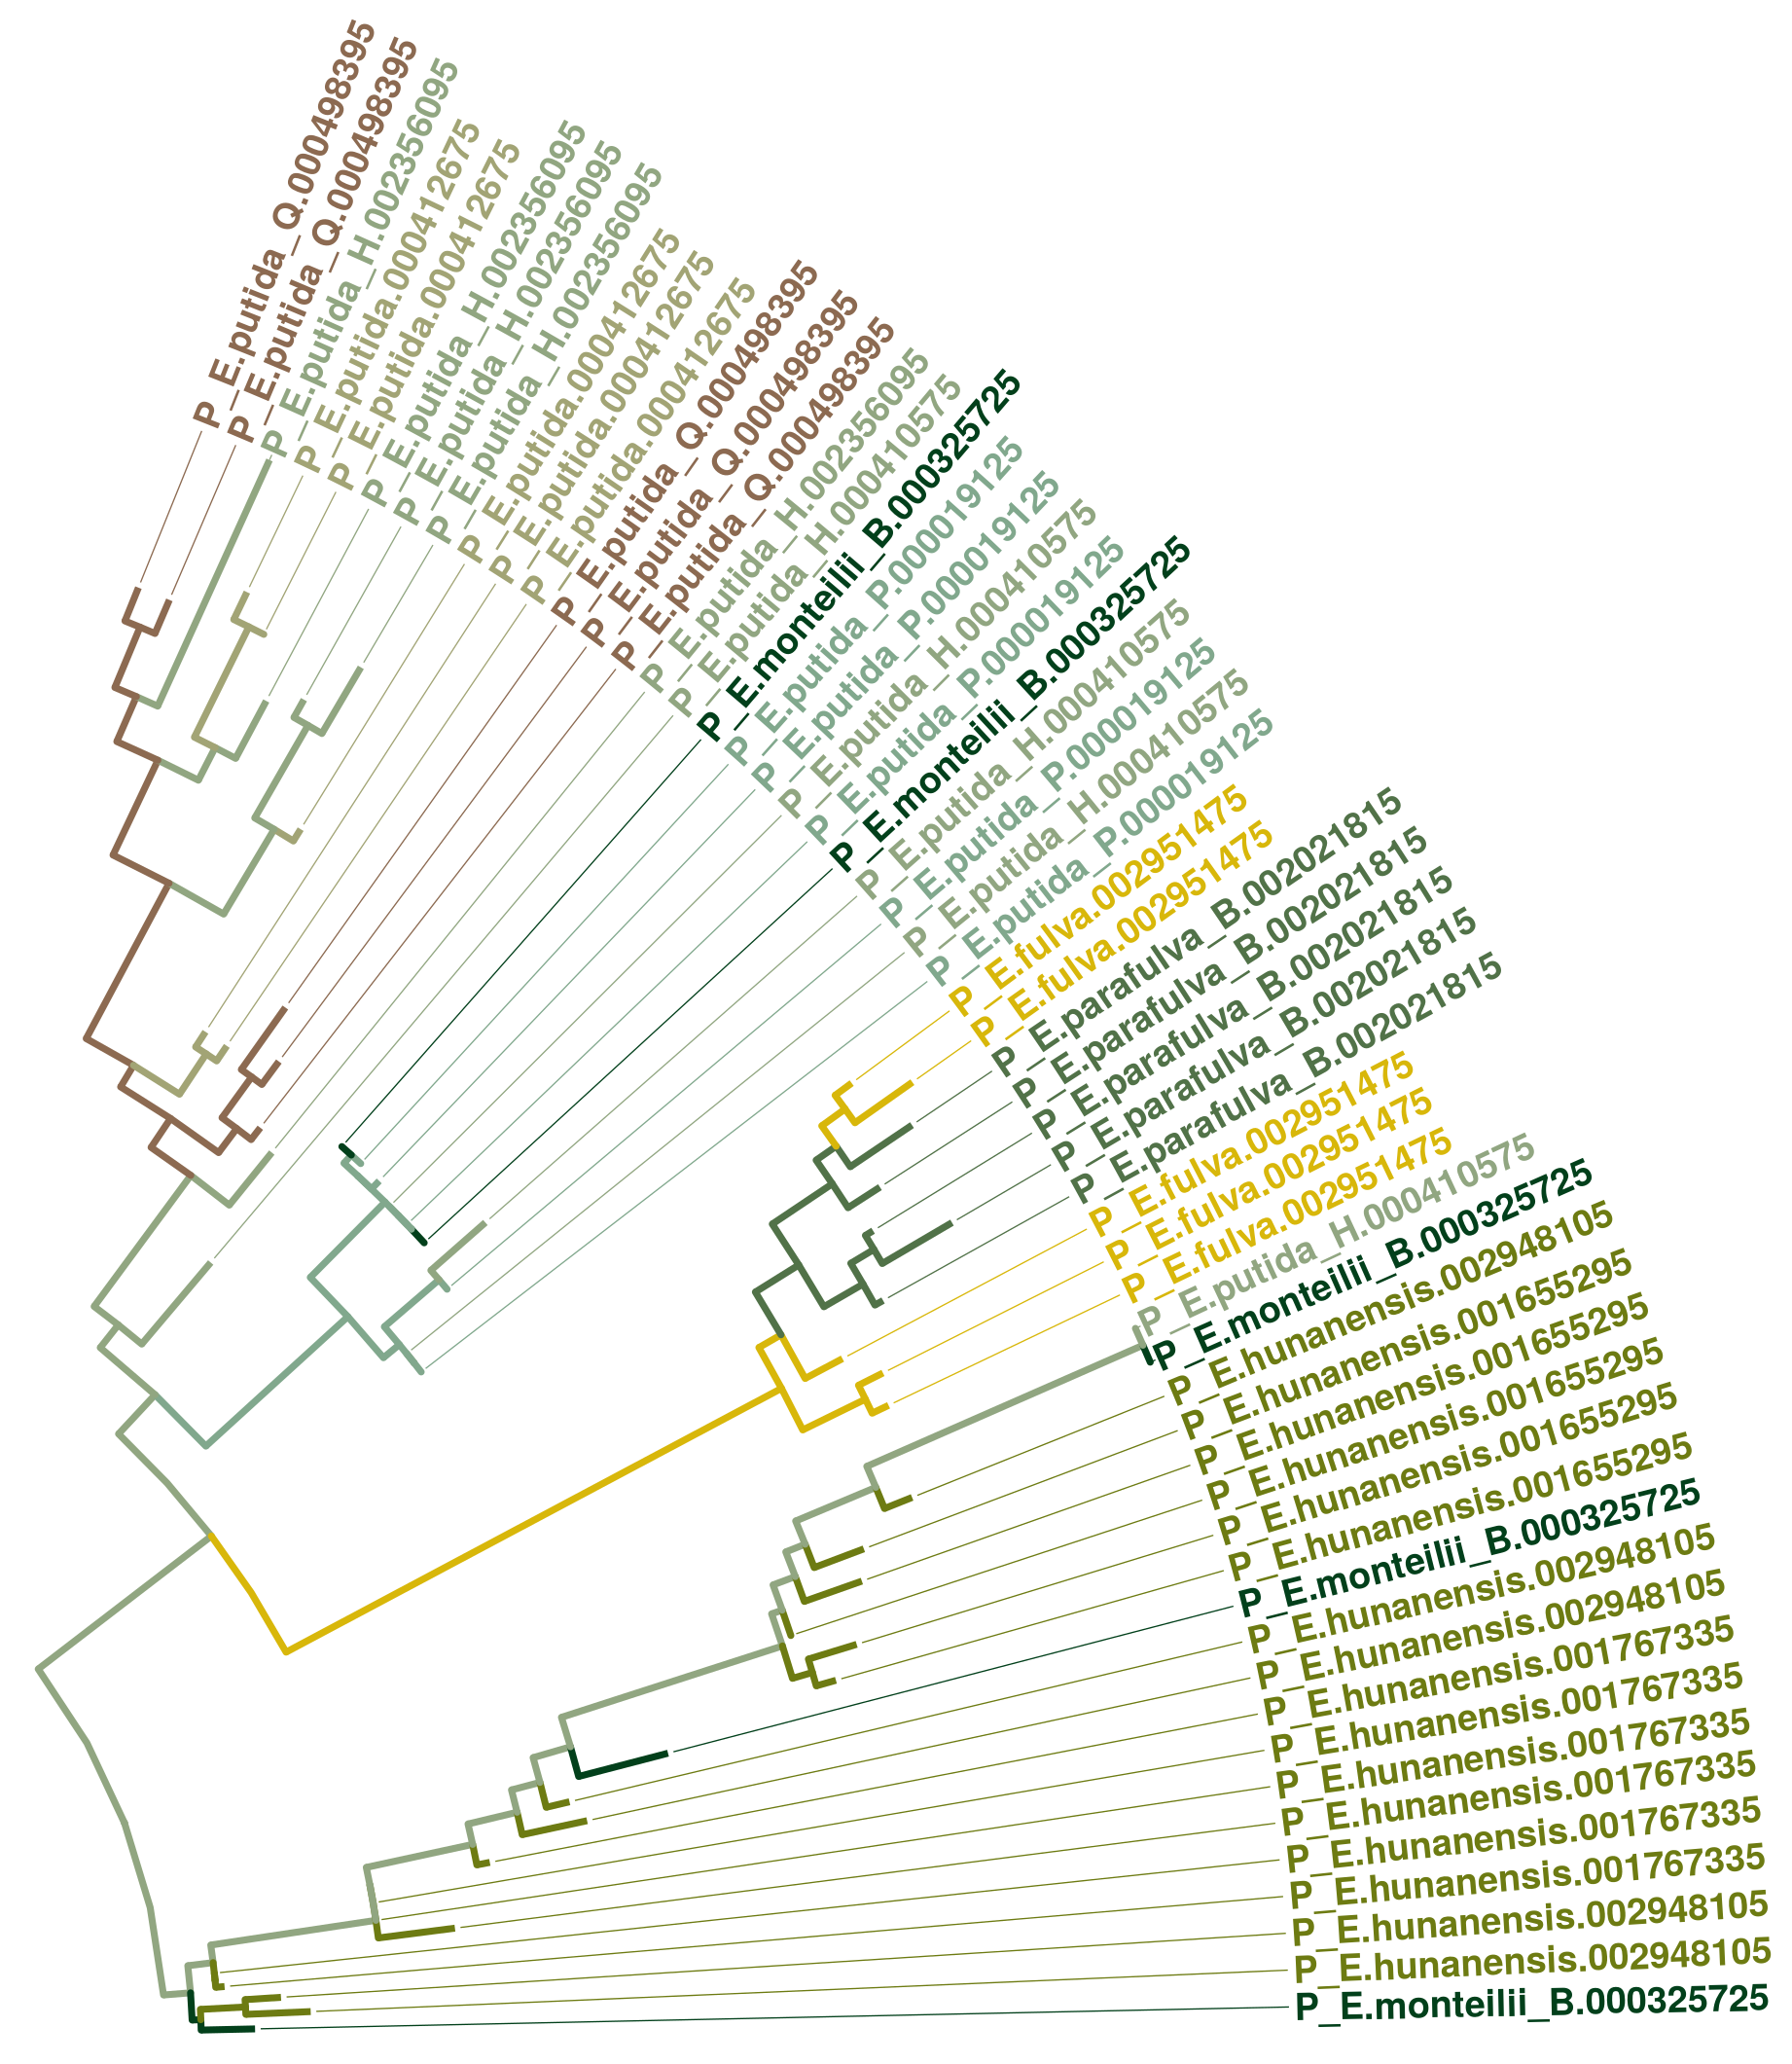 P_E.putida_Q.000498395
P_E.putida_Q.000498395
P_E.putida_H.002356095
P_E.putida.000412675
P_E.putida.000412675
P_E.putida_H.002356095
P_E.putida_H.002356095
P_E.putida_H.002356095
P_E.putida.000412675
P_E.putida.000412675
P_E.putida.000412675
P_E.putida_Q.000498395
P_E.putida_Q.000498395
P_E.putida_Q.000498395
P_E.putida_H.002356095
P_E.putida_H.000410575
P_E.monteilii_B.000325725
P_E.putida_P.000019125
P_E.putida_P.000019125
P_E.putida_H.000410575
P_E.putida_P.000019125
P_E.monteilii_B.000325725
P_E.putida_H.000410575
P_E.putida_P.000019125
P_E.putida_H.000410575
P_E.putida_P.000019125
P_E.fulva.002951475
P_E.fulva.002951475
P_E.parafulva_B.002021815
P_E.parafulva_B.002021815
P_E.parafulva_B.002021815
P_E.parafulva_B.002021815
P_E.parafulva_B.002021815
P_E.fulva.002951475
P_E.fulva.002951475
P_E.fulva.002951475
P_E.putida_H.000410575
P_E.monteilii_B.000325725
P_E.hunanensis.002948105
P_E.hunanensis.001655295
P_E.hunanensis.001655295
P_E.hunanensis.001655295
P_E.hunanensis.001655295
P_E.hunanensis.001655295
P_E.monteilii_B.000325725
P_E.hunanensis.002948105
P_E.hunanensis.002948105
P_E.hunanensis.001767335
P_E.hunanensis.001767335
P_E.hunanensis.001767335
P_E.hunanensis.001767335
P_E.hunanensis.001767335
P_E.hunanensis.001767335
P_E.hunanensis.002948105
P_E.hunanensis.002948105
P_E.monteilii_B.000325725